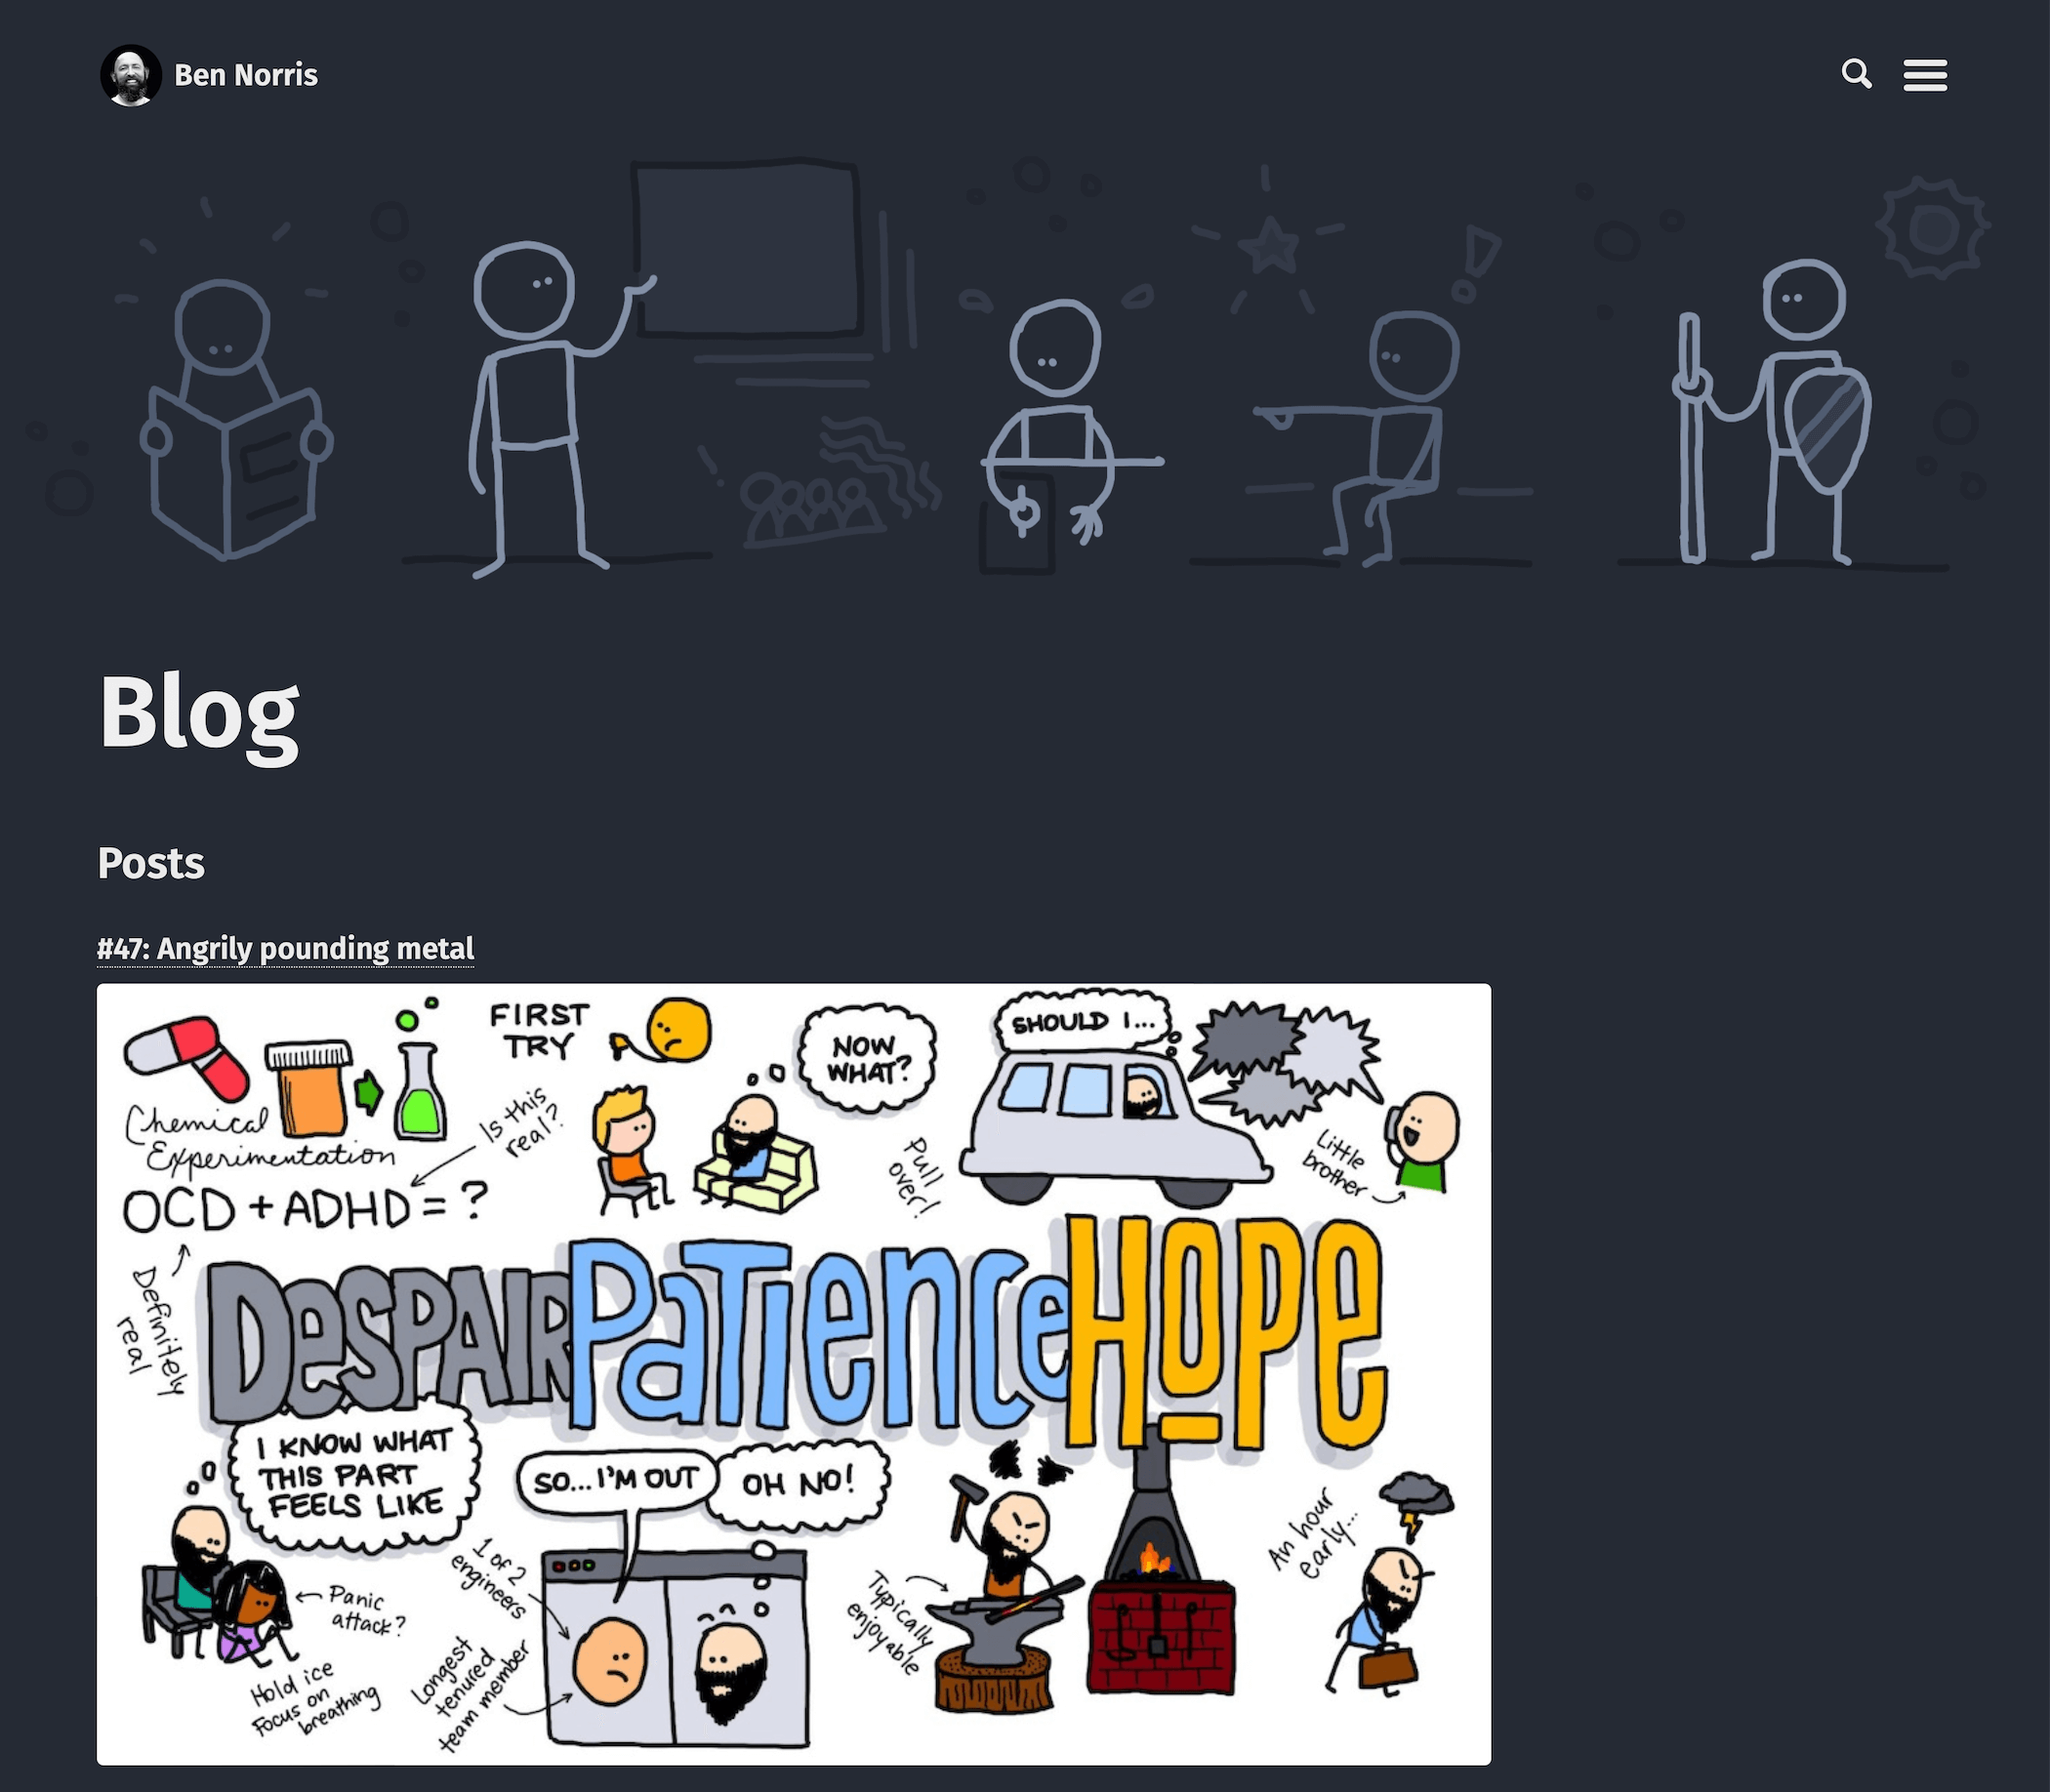 Ben Norris
Blog
Posts
#47: Angrily pounding metal
Chemical
Experimentation
OCD + ADHD = ?
Is this
real?
Definitely
real
FIRST
TRY
NOW
WHAT?
SHOULD I...
Pull
over!
Little
brother
DeSPAIR
PaTience
HOPe
I KNOW WHAT
THIS PART
FEELS LIKE
Panic
attack?
Hold ice
Focus on
breathing
SO...I'M OUT
OH NO!
1 of 2
engineers
Longest
tenured
team member
Typically
enjoyable
An hour
early...